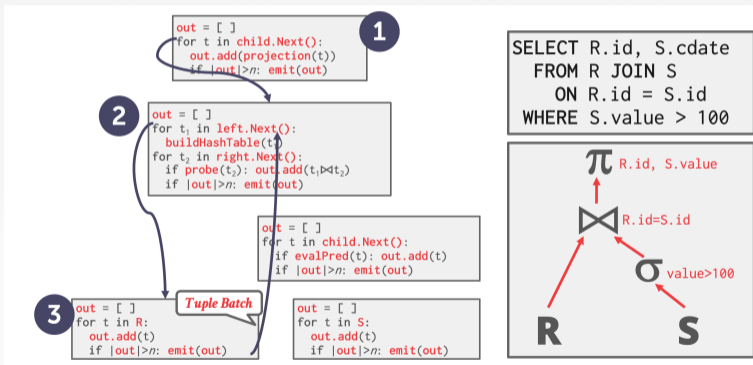 1
out = [ ]
for t in child.Next():
out.add(projection(t))
if |out|>n: emit(out)
2
out = [ ]
for t₁ in left.Next():
buildHashTable(t₁)
for t₂ in right.Next():
if probe(t₂): out.add(t₁⋈t₂)
if |out|>n: emit(out)
out = [ ]
for t in child.Next():
if evalPred(t): out.add(t)
if |out|>n: emit(out)
3
out = [ ]
for t in R:
out.add(t)
if |out|>n: emit(out)
Tuple Batch
out = [ ]
for t in S:
out.add(t)
if |out|>n: emit(out)
SELECT R.id, S.cdate
FROM R JOIN S
ON R.id = S.id
WHERE S.value > 100
π R.id, S.value
⋈ R.id=S.id
σ value>100
R S